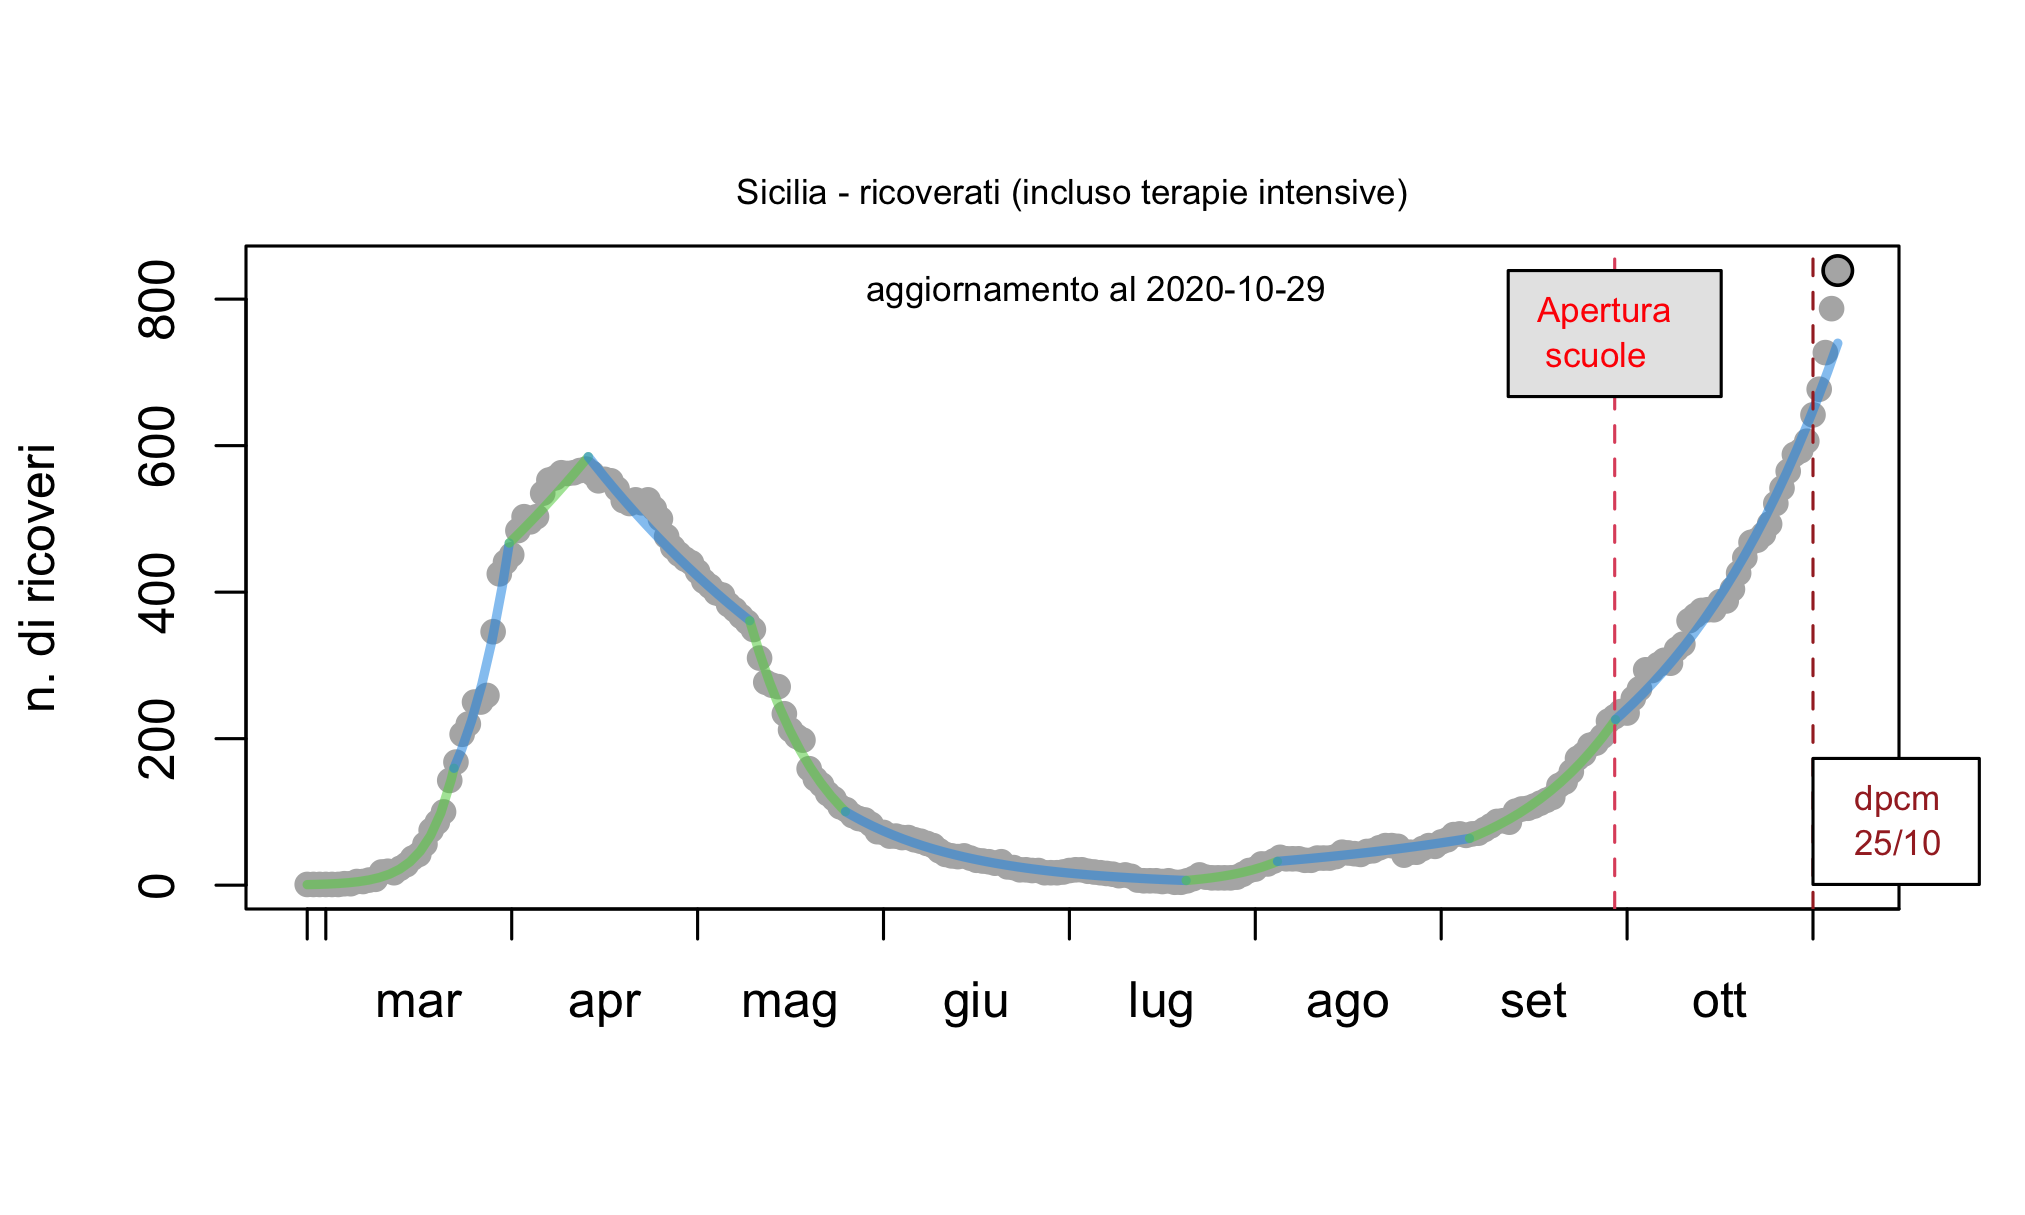 Sicilia - ricoverati (incluso terapie intensive)
aggiornamento al 2020-10-29
Apertura
scuole
dpcm
25/10
n. di ricoveri
800
600
400
200
0
mar apr mag giu lug ago set ott